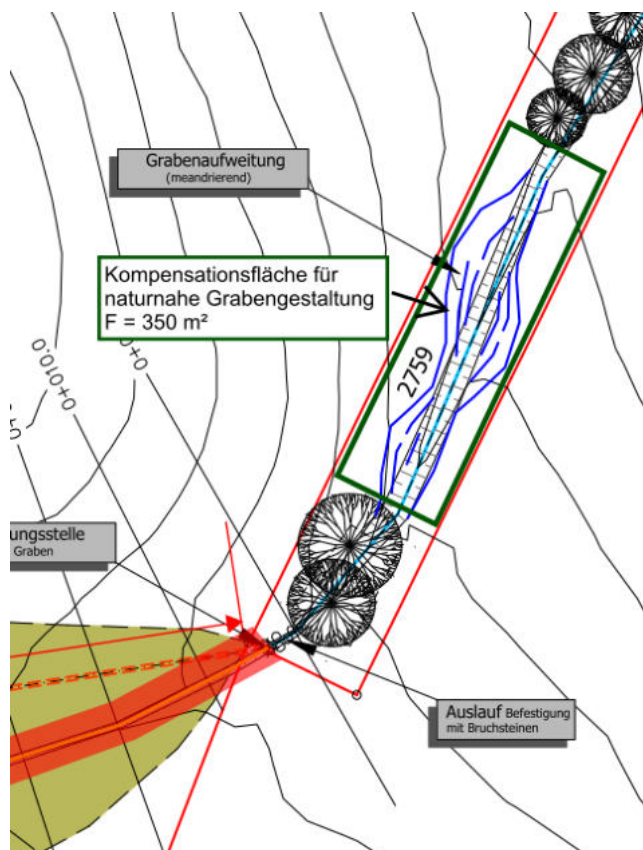 Grabenaufweitung
(meandrierend)
Kompensationsfläche für
naturnahe Grabengestaltung
F = 350 m²
2759
0+010.0
ungsstelle
Graben
Auslauf Befestigung
mit Bruchsteinen